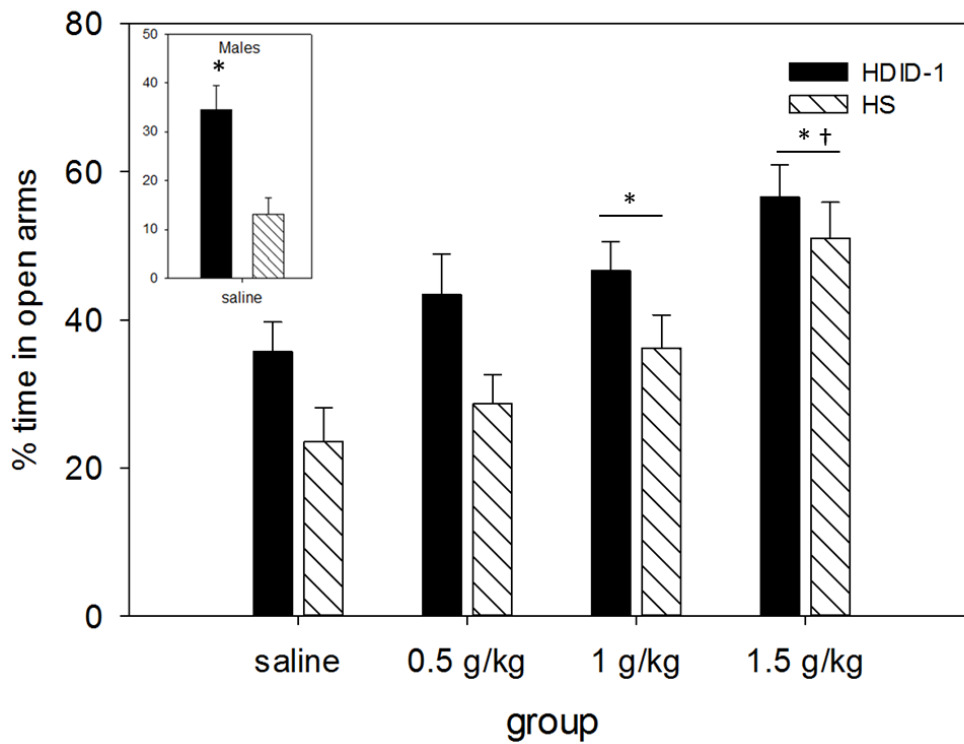 80
60
40
20
0
% time in open arms
50
40
30
20
10
0
Males
*
saline
HDID-1
HS
*
* †
saline 0.5 g/kg 1 g/kg 1.5 g/kg
group